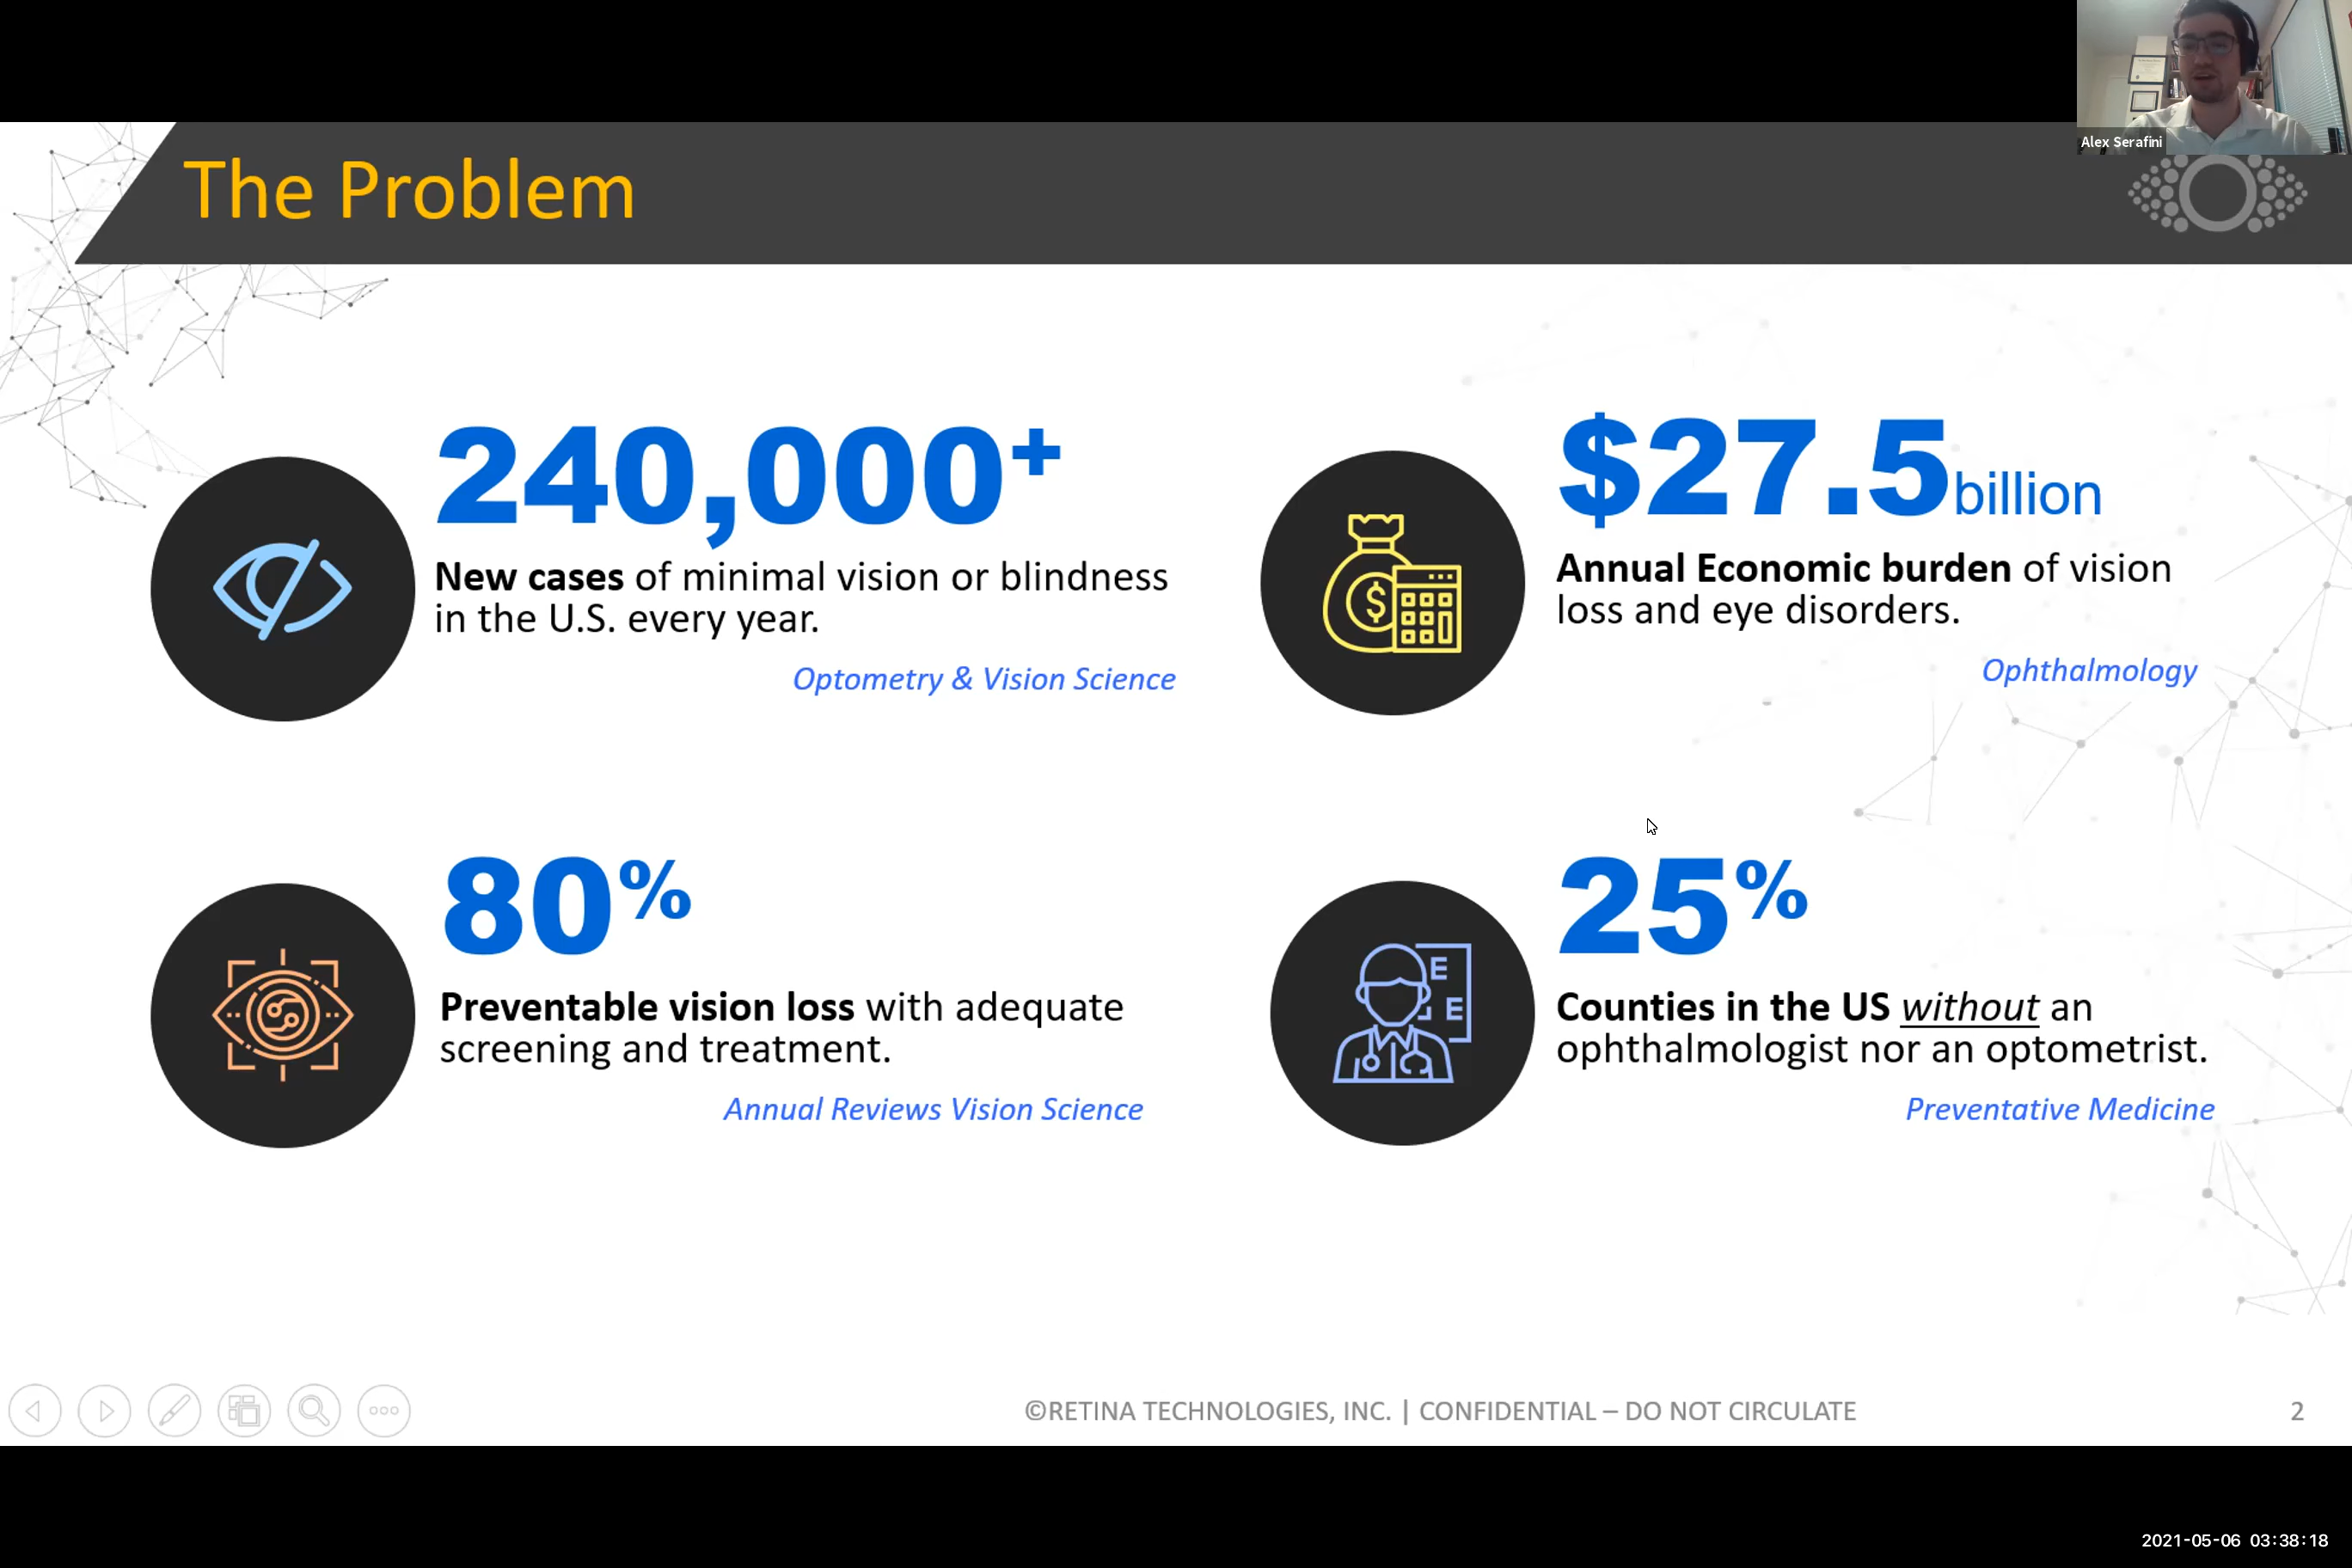 Alex Serafini
The Problem
240,000+
New cases of minimal vision or blindness
in the U.S. every year.
Optometry & Vision Science
$27.5billion
Annual Economic burden of vision
loss and eye disorders.
Ophthalmology
80%
Preventable vision loss with adequate
screening and treatment.
Annual Reviews Vision Science
E
E
25%
Counties in the US without an
ophthalmologist nor an optometrist.
Preventative Medicine
©RETINA TECHNOLOGIES, INC. | CONFIDENTIAL – DO NOT CIRCULATE
2
2021-05-06 03:38:18